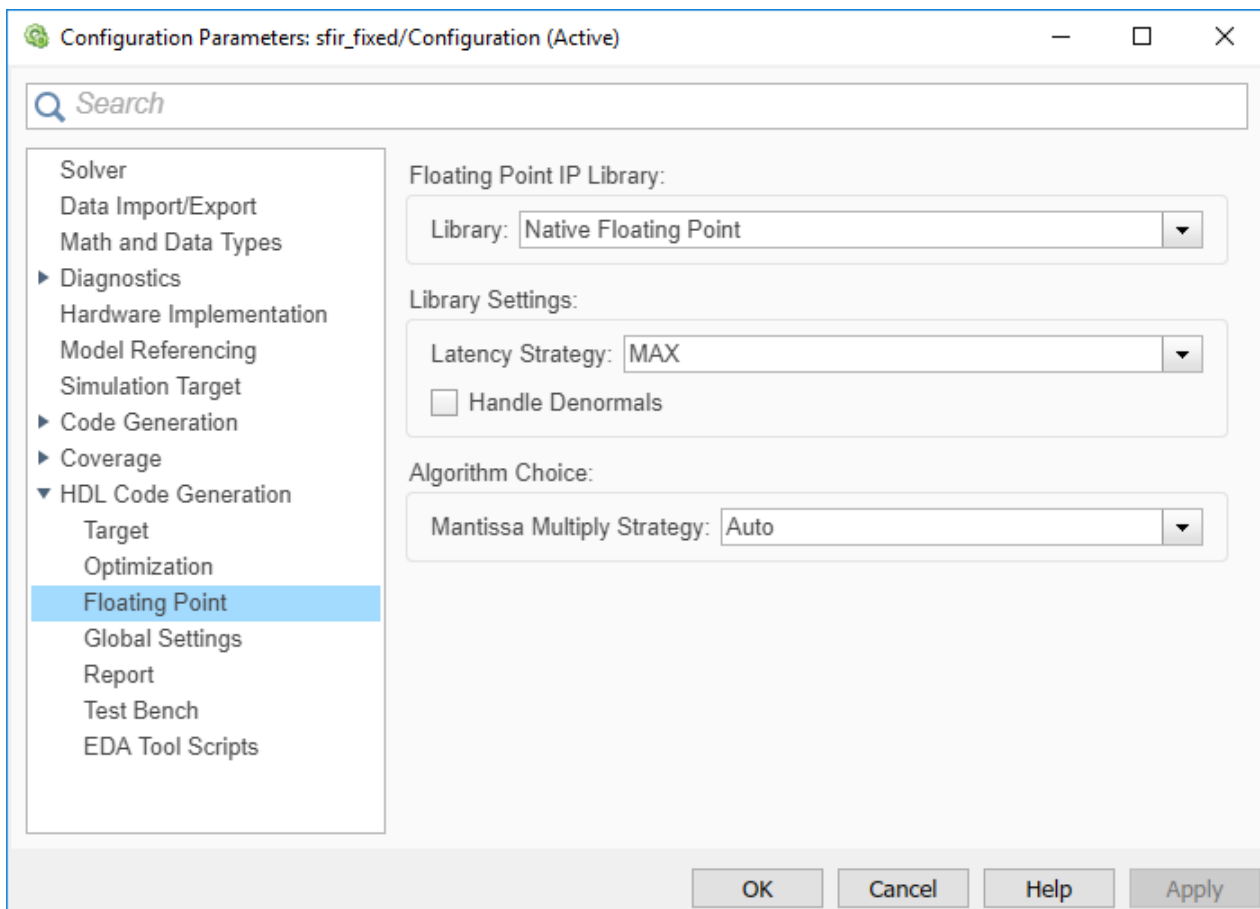 Configuration Parameters: sfir_fixed/Configuration (Active)
Search
Solver
Data Import/Export
Math and Data Types
Diagnostics
Hardware Implementation
Model Referencing
Simulation Target
Code Generation
Coverage
HDL Code Generation
Target
Optimization
Floating Point
Global Settings
Report
Test Bench
EDA Tool Scripts
Floating Point IP Library:
Library: Native Floating Point
Library Settings:
Latency Strategy: MAX
Handle Denormals
Algorithm Choice:
Mantissa Multiply Strategy: Auto
OK Cancel Help Apply